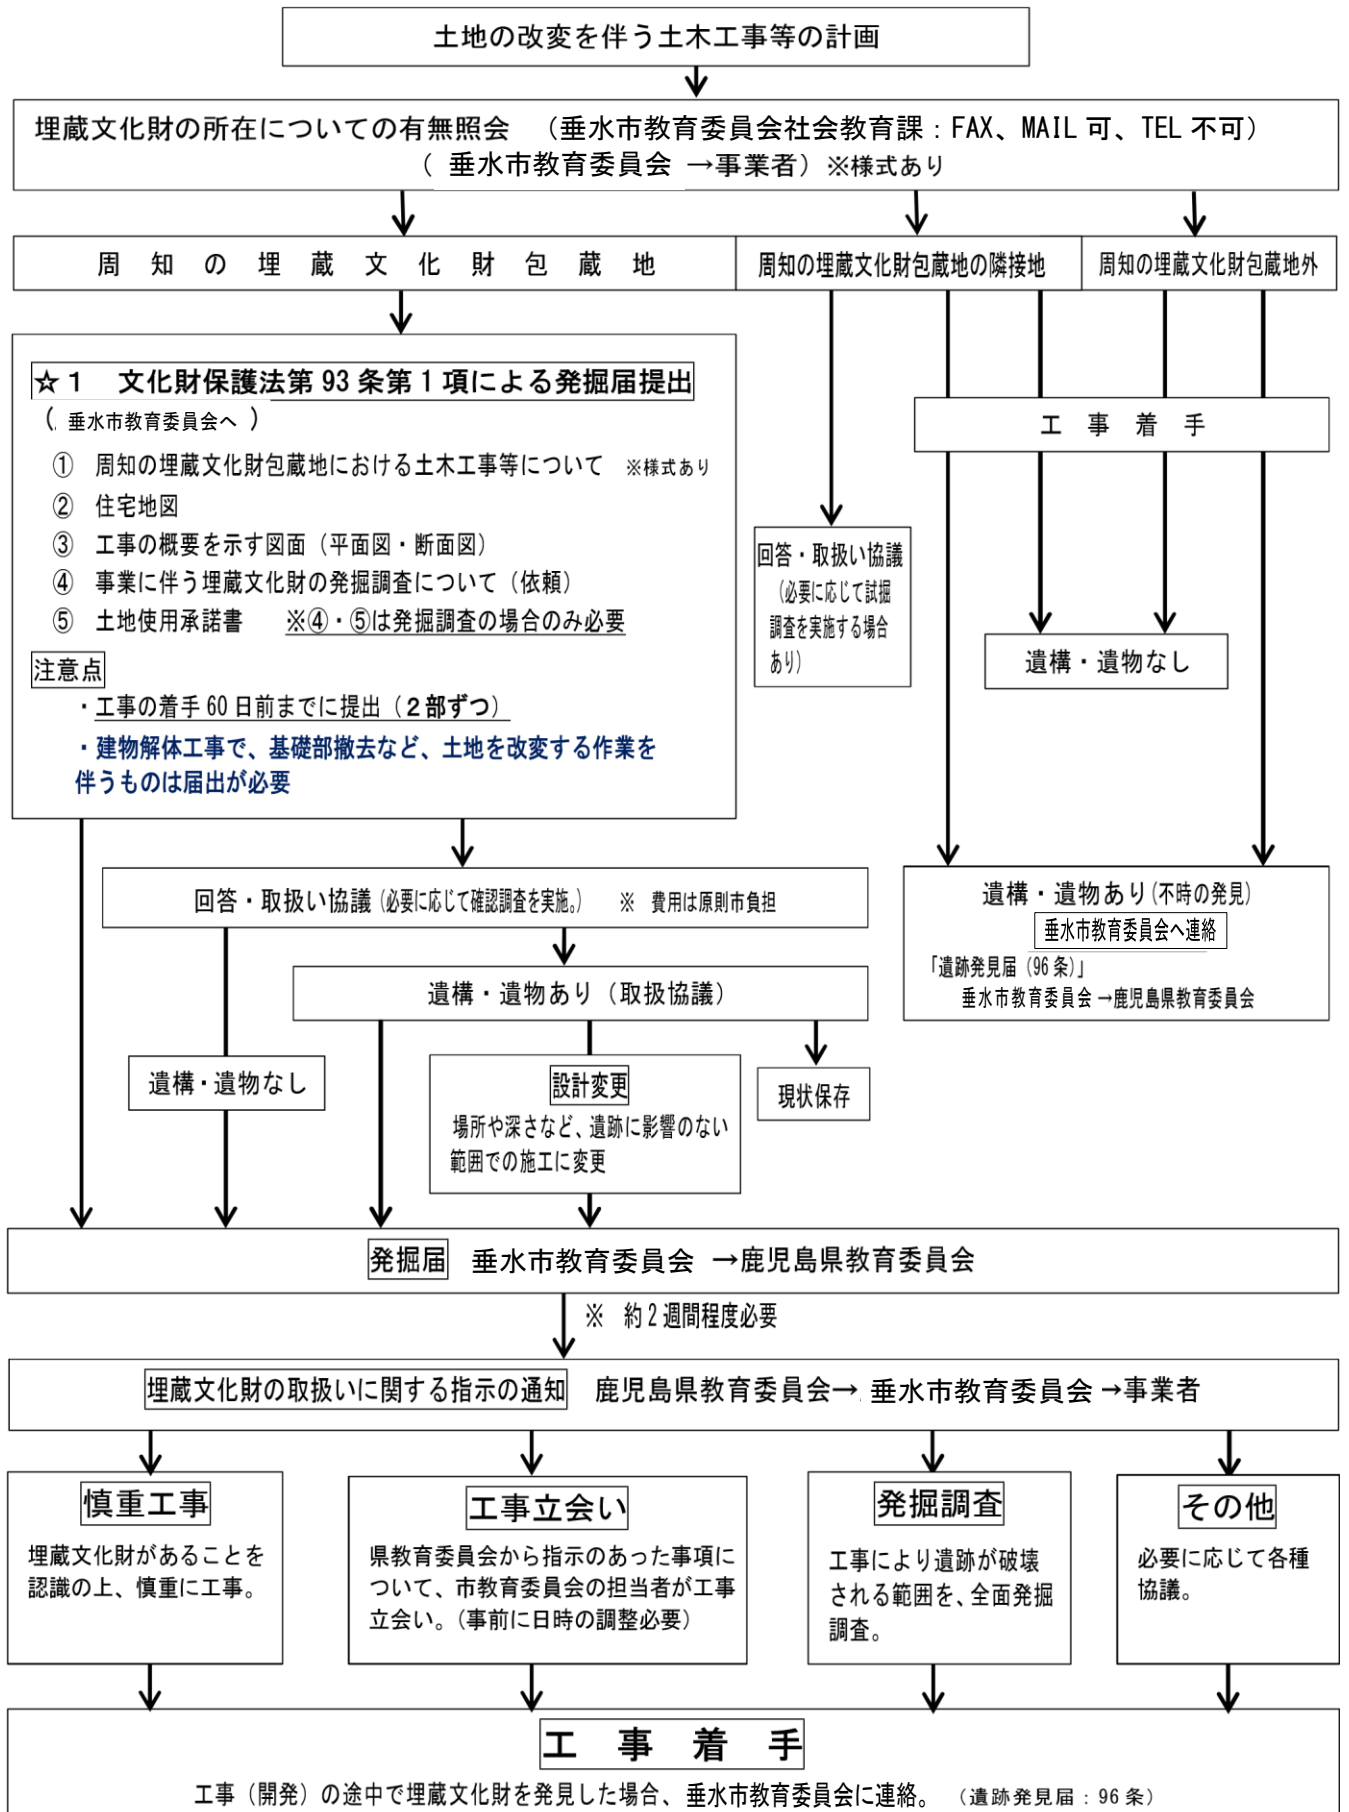 土地の改変を伴う土木工事等の計画
埋蔵文化財の所在についての有無照会　（垂水市教育委員会社会教育課：FAX、MAIL 可、TEL 不可）
（ 垂水市教育委員会 →事業者）※様式あり
周知の埋蔵文化財包蔵地
周知の埋蔵文化財包蔵地の隣接地
周知の埋蔵文化財包蔵地外
☆１　文化財保護法第 93 条第１項による発掘届提出
（ 垂水市教育委員会へ ）
①　周知の埋蔵文化財包蔵地における土木工事等について　※様式あり
②　住宅地図
③　工事の概要を示す図面（平面図・断面図）
④　事業に伴う埋蔵文化財の発掘調査について（依頼）
⑤　土地使用承諾書　　※④・⑤は発掘調査の場合のみ必要
注意点
・工事の着手 60 日前までに提出（２部ずつ）
・建物解体工事で、基礎部撤去など、土地を改変する作業を
伴うものは届出が必要
工　事　着　手
回答・取扱い協議
（必要に応じて試掘
調査を実施する場合
あり）
遺構・遺物なし
回答・取扱い協議（必要に応じて確認調査を実施。）　※　費用は原則市負担
遺構・遺物あり（不時の発見）
垂水市教育委員会へ連絡
「遺跡発見届（96 条）」
垂水市教育委員会 →鹿児島県教育委員会
遺構・遺物あり（取扱協議）
遺構・遺物なし
設計変更
場所や深さなど、遺跡に影響のない
範囲での施工に変更
現状保存
発掘届　垂水市教育委員会 →鹿児島県教育委員会
※　約２週間程度必要
埋蔵文化財の取扱いに関する指示の通知　鹿児島県教育委員会→ 垂水市教育委員会 →事業者
慎重工事
埋蔵文化財があることを
認識の上、慎重に工事。
工事立会い
県教育委員会から指示のあった事項に
ついて、市教育委員会の担当者が工事
立会い。（事前に日時の調整必要）
発掘調査
工事により遺跡が破壊
される範囲を、全面発掘
調査。
その他
必要に応じて各種
協議。
工　事　着　手
工事（開発）の途中で埋蔵文化財を発見した場合、垂水市教育委員会に連絡。（遺跡発見届：96 条）